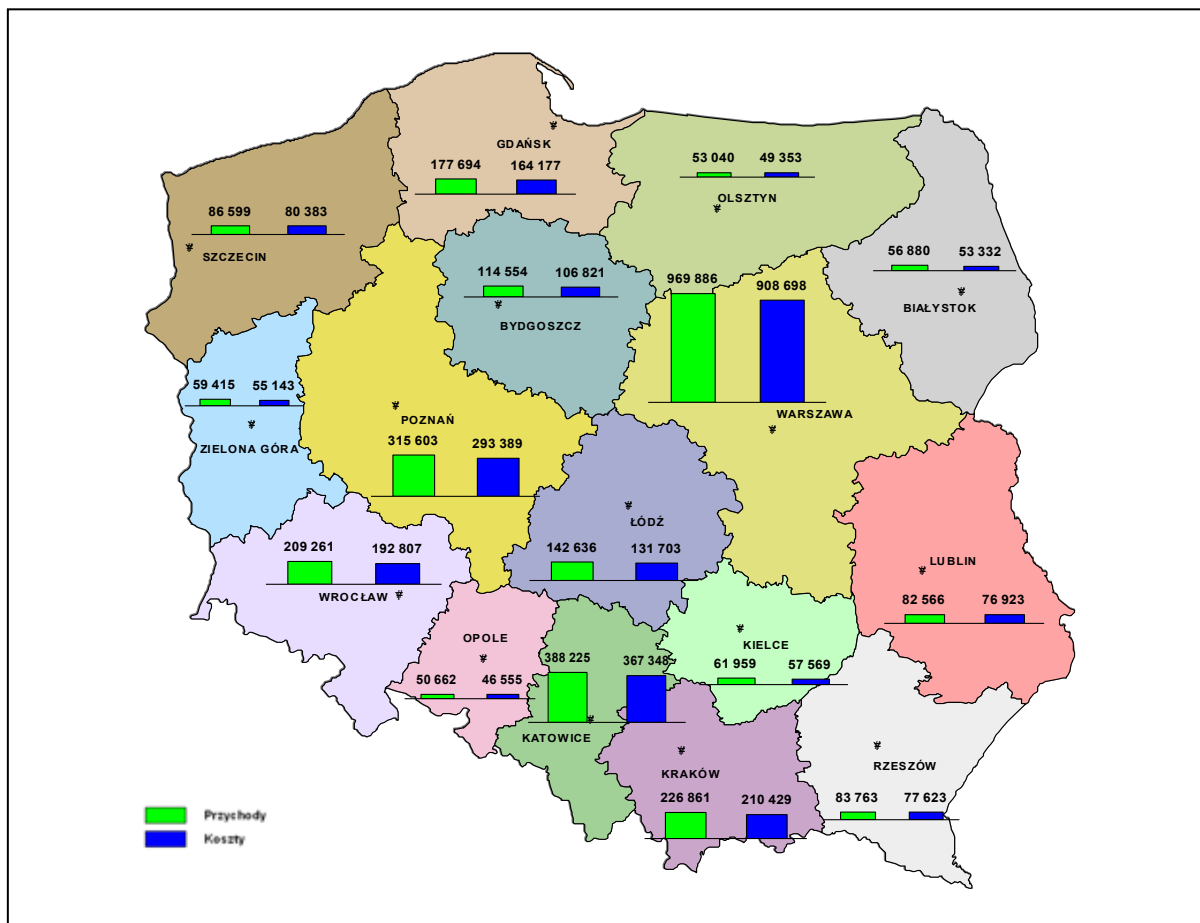 GDAŃSK
177 694 164 177
53 040 49 353
OLSZTYN
86 599 80 383
SZCZECIN
114 554 106 821
BYDGOSZCZ
969 886 908 698
WARSZAWA
56 880 53 332
BIAŁYSTOK
59 415 55 143
ZIELONA GÓRA
POZNAŃ
315 603 293 389
ŁÓDŹ
142 636 131 703
209 261 192 807
WROCŁAW
LUBLIN
82 566 76 923
OPOLE
50 662 46 555
388 225 367 348
KATOWICE
KIELCE
61 959 57 569
KRAKÓW
226 861 210 429
RZESZÓW
83 763 77 623
Przychody
Koszty